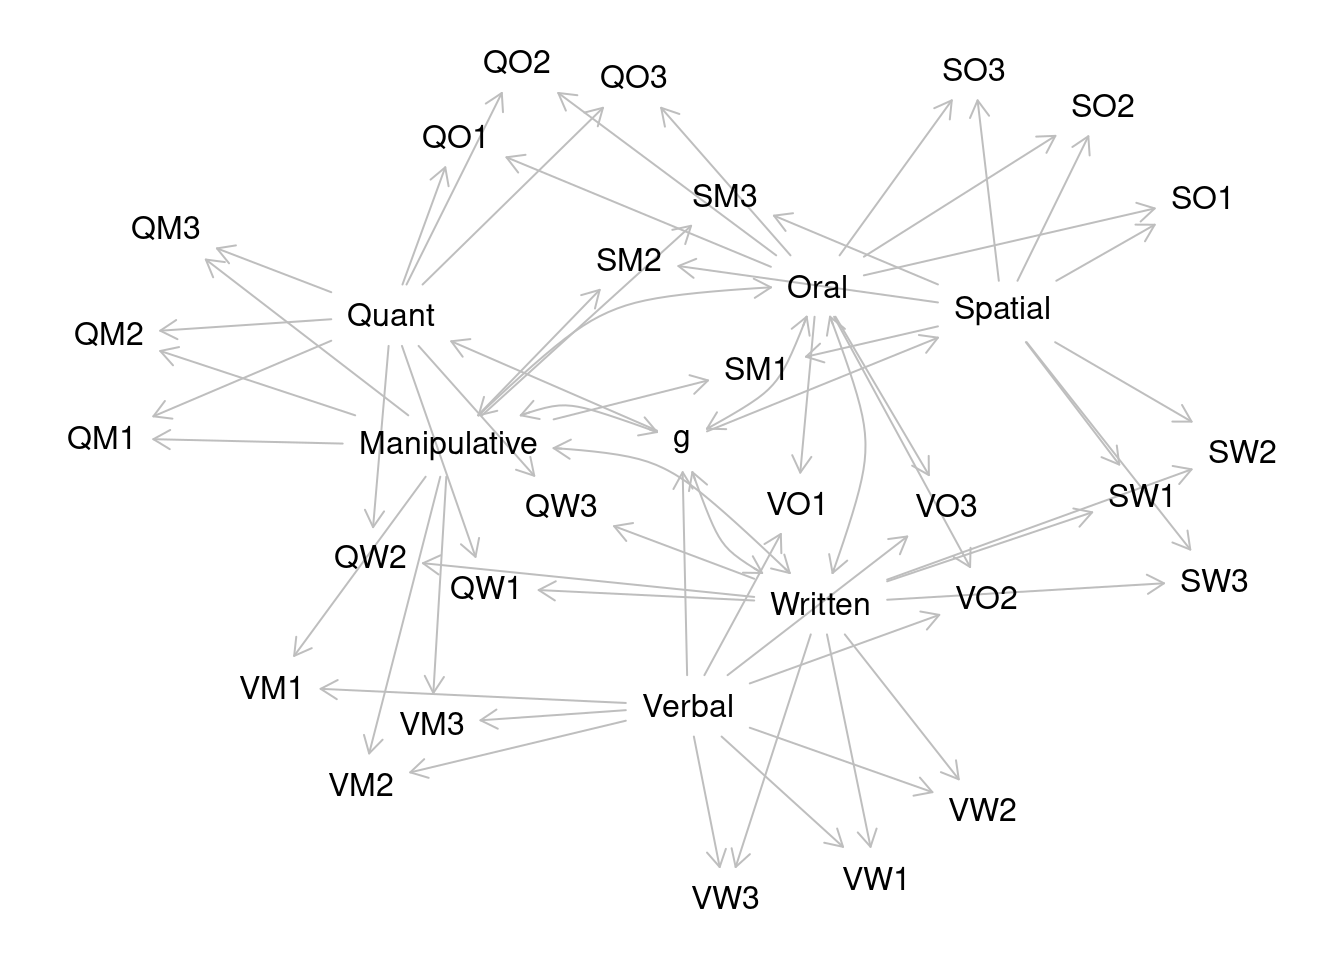 QO2
QO3
SO3
SO2
QO1
SM3
SO1
QM3
SM2
Oral
Spatial
Quant
QM2
SM1
QM1
Manipulative
g
SW2
QW3
VO1
VO3
SW1
QW2
QW1
Written
VO2
SW3
VM1
VM3
Verbal
VM2
VW2
VW1
VW3